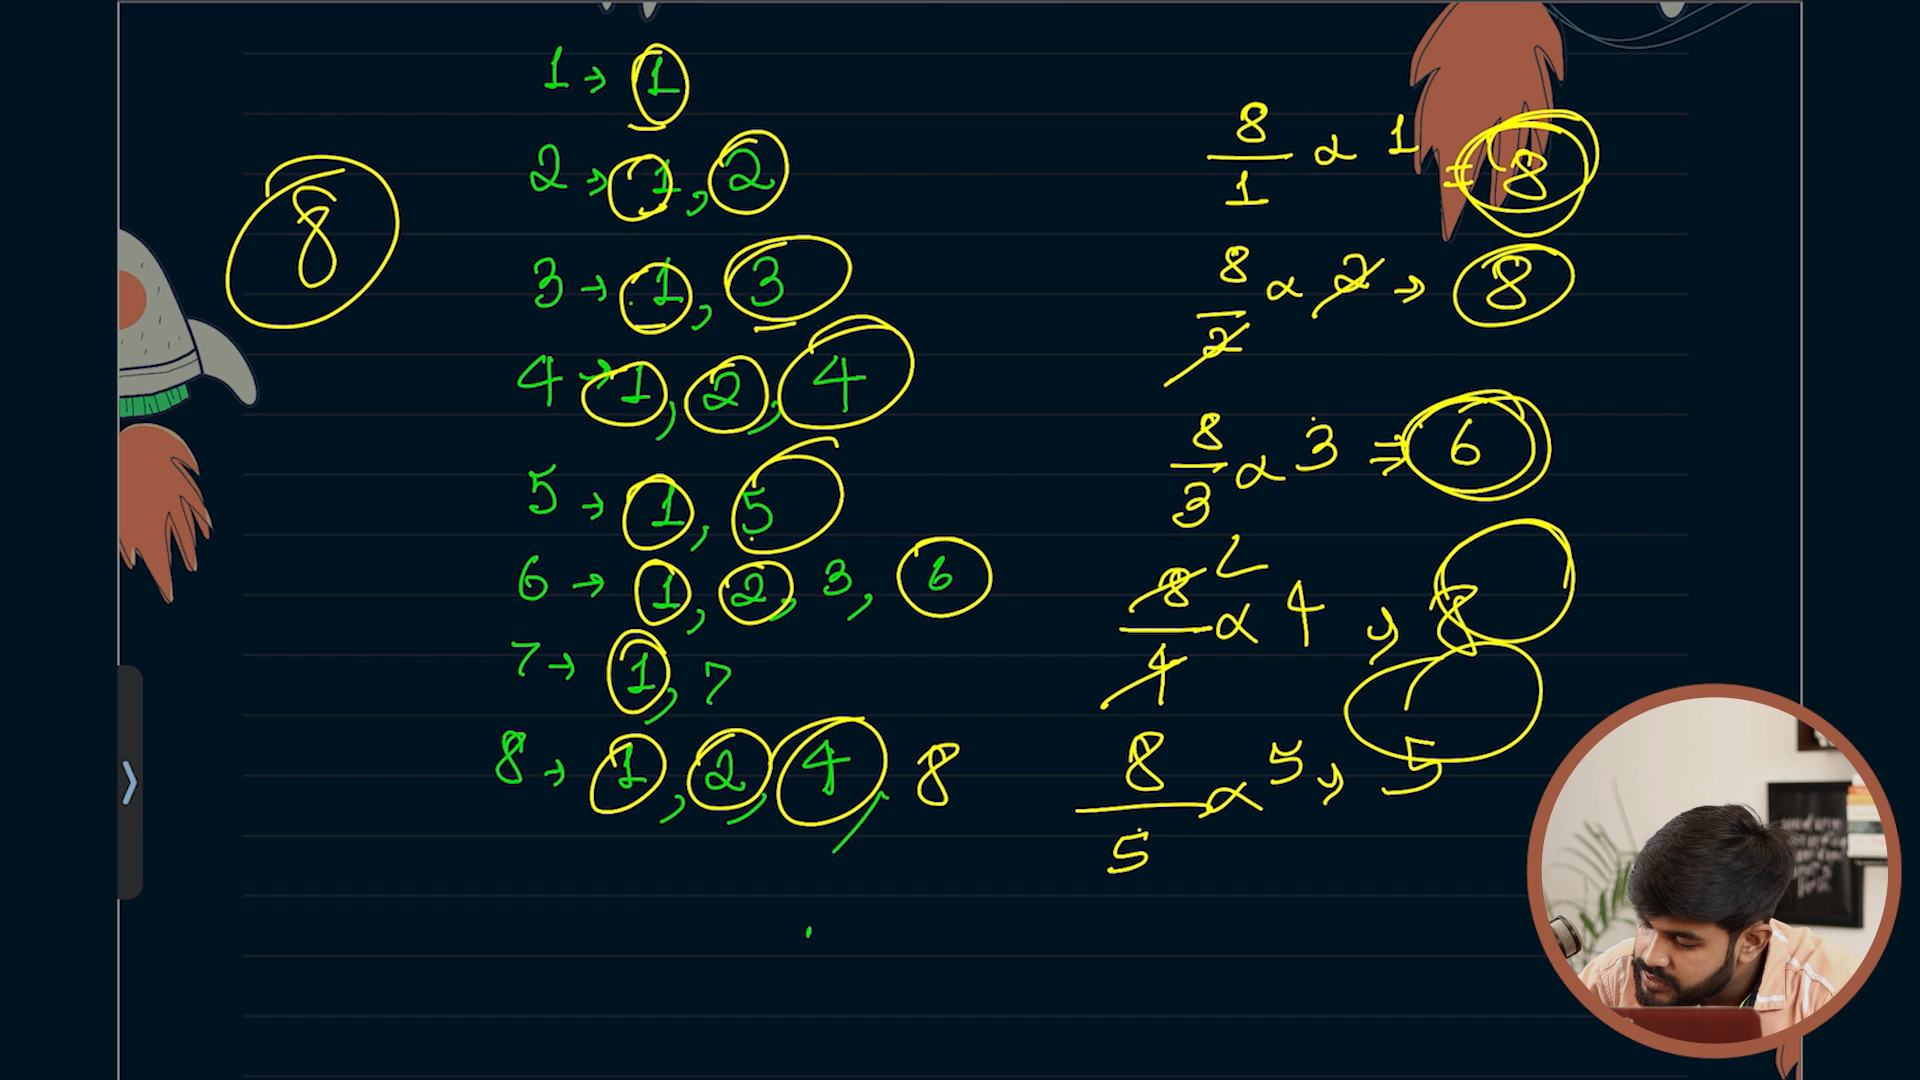 8
1 → 1
2 → 1, 2
3 → 1, 3
4 → 1, 2, 4
5 → 1, 5
6 → 1, 2, 3, 6
7 → 1, 7
8 → 1, 2, 4, 8
8/1 α 1 = 8
8/2 α 2 → 8
8/3 α 3 ⇒ 6
8/4 α 4 → 8
2
8/5 α 5 → 5